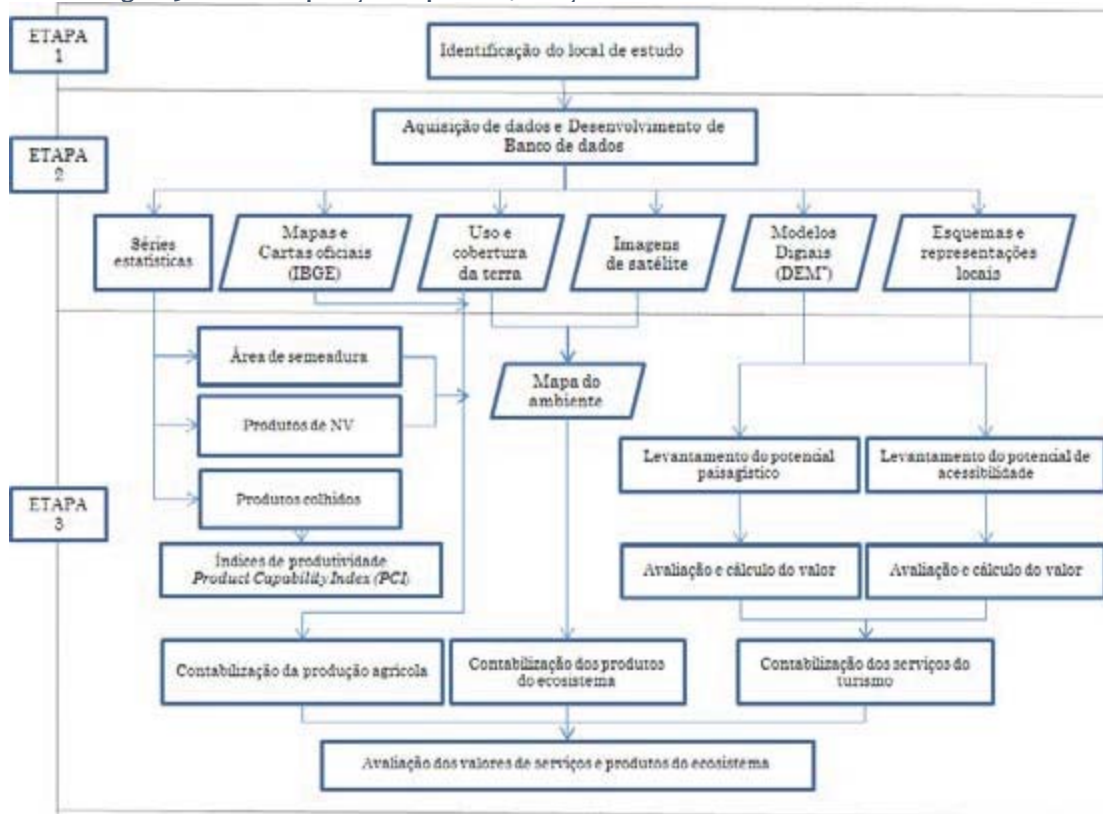 ETAPA
1
Identificação do local de estudo
ETAPA
2
Aquisição de dados e Desenvolvimento de
Banco de dados
Séries
estatísticas
Mapas e
Cartas oficiais
(IBGE)
Uso e
cobertura
da terra
Imagens
de satélite
Modelos
Digiais
(DEM*)
Esquemas e
representações
locais
ETAPA
3
Área de semeadura
Produtos de NV
Produtos colhidos
Índices de produtividade
Product Capability Index (PCI)
Mapa do
ambiente
Levantamento do potencial
paisagístico
Levantamento do potencial de
acessibilidade
Avaliação e cálculo do valor
Avaliação e cálculo do valor
Contabilização da produção agrícola
Contabilização dos produtos
do ecosistema
Contabilização dos serviços do
turismo
Avaliação dos valores de serviços e produtos do ecosistema